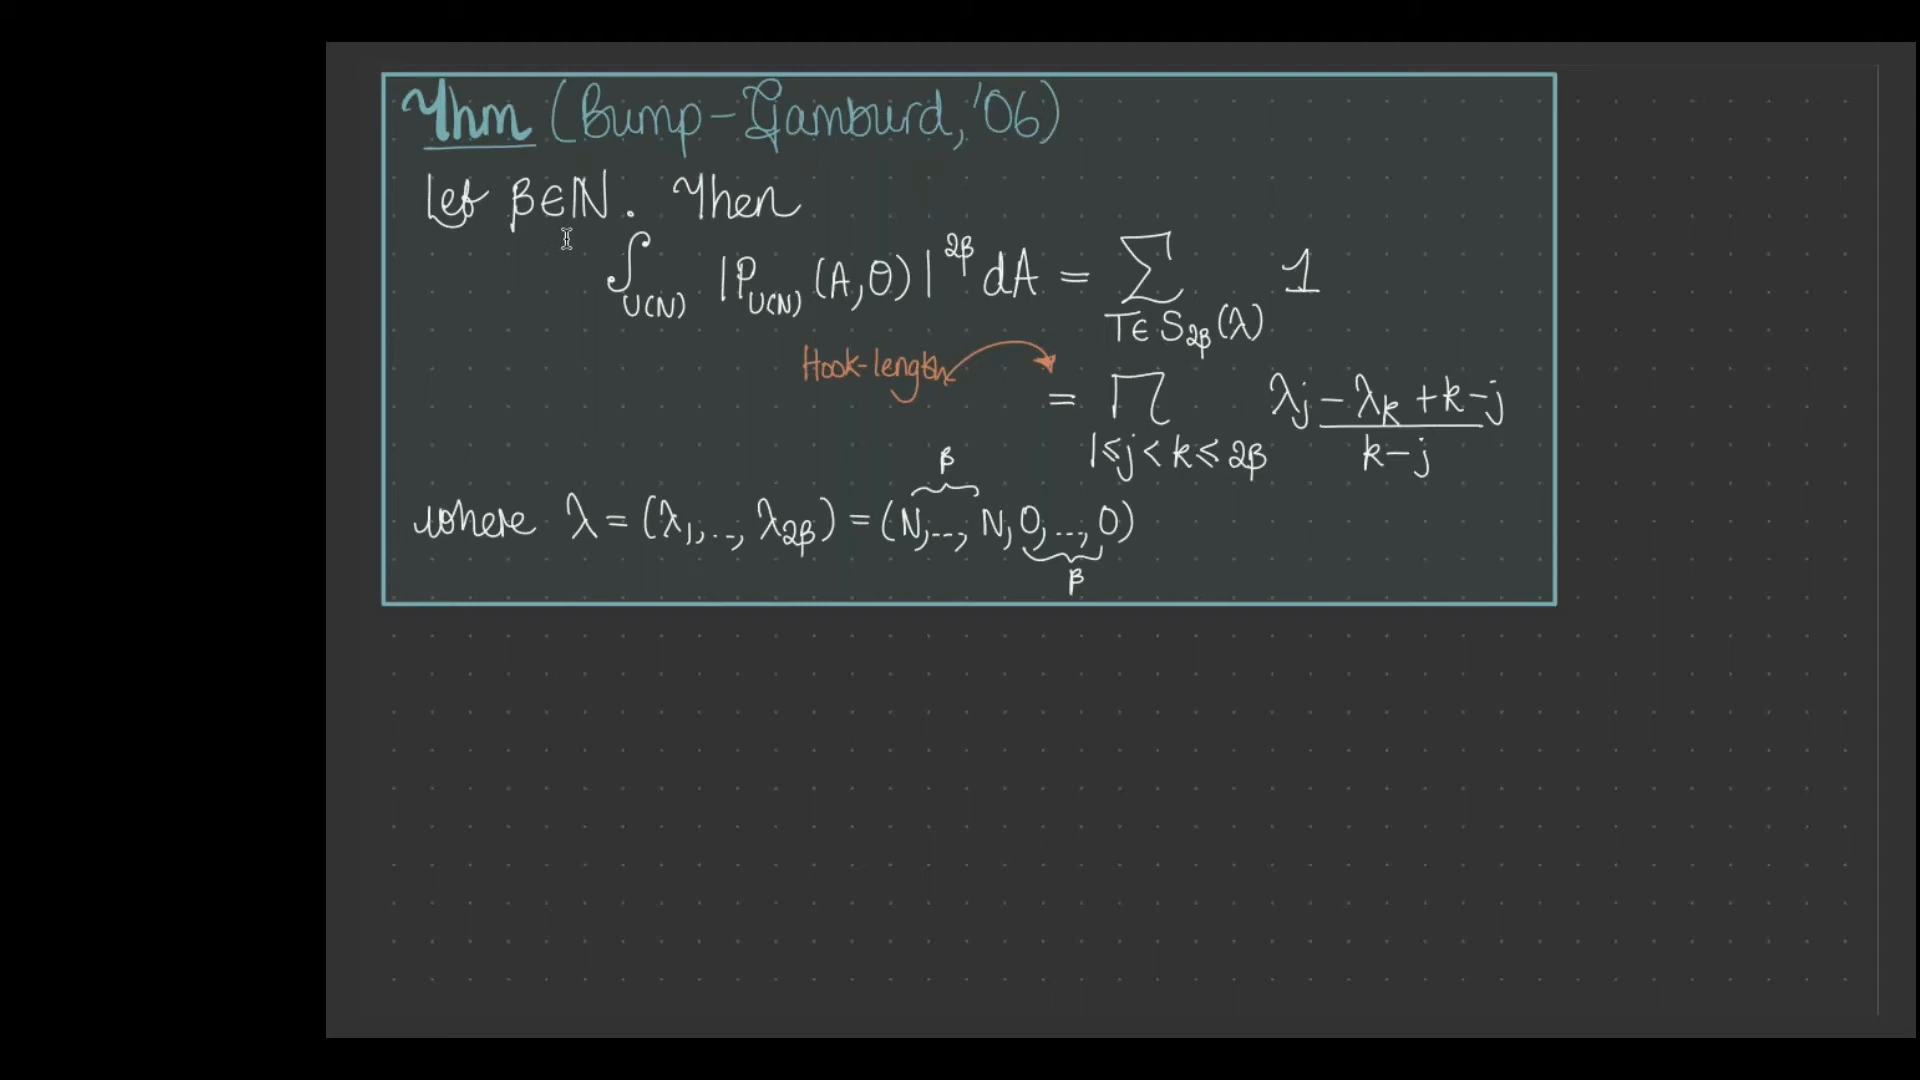 Thm (Bump-Gamburd, '06)
Let β∈ℕ. Then
∫_{U(N)} |P_{U(N)}(A,θ)|^{2β} dA = Σ_{T∈S_{2β}(λ)} 1
Hook-length
= ∏_{1≤j<k≤2β} (λ_j - λ_k + k - j)/(k - j)
where λ = (λ_1,..., λ_{2β}) = (N,..., N, 0,..., 0)
β
β